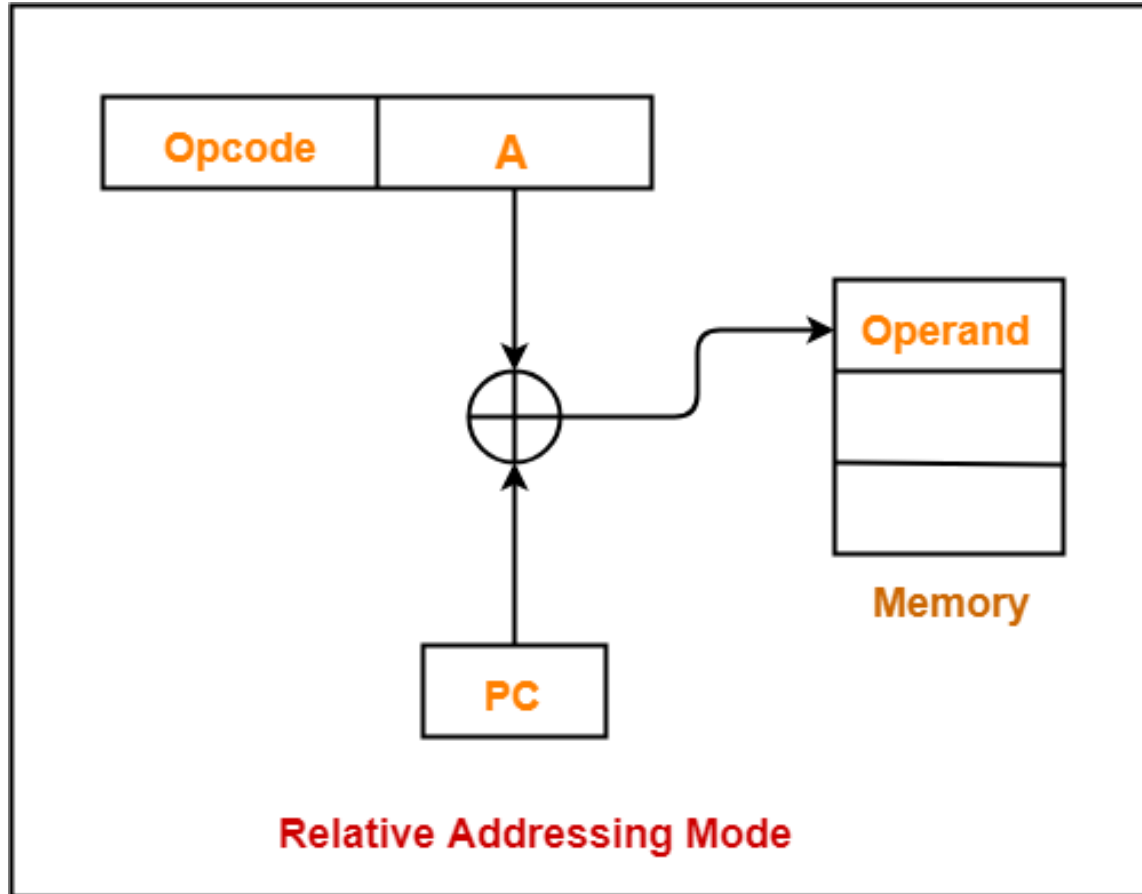 Opcode
A
Operand
Memory
PC
Relative Addressing Mode